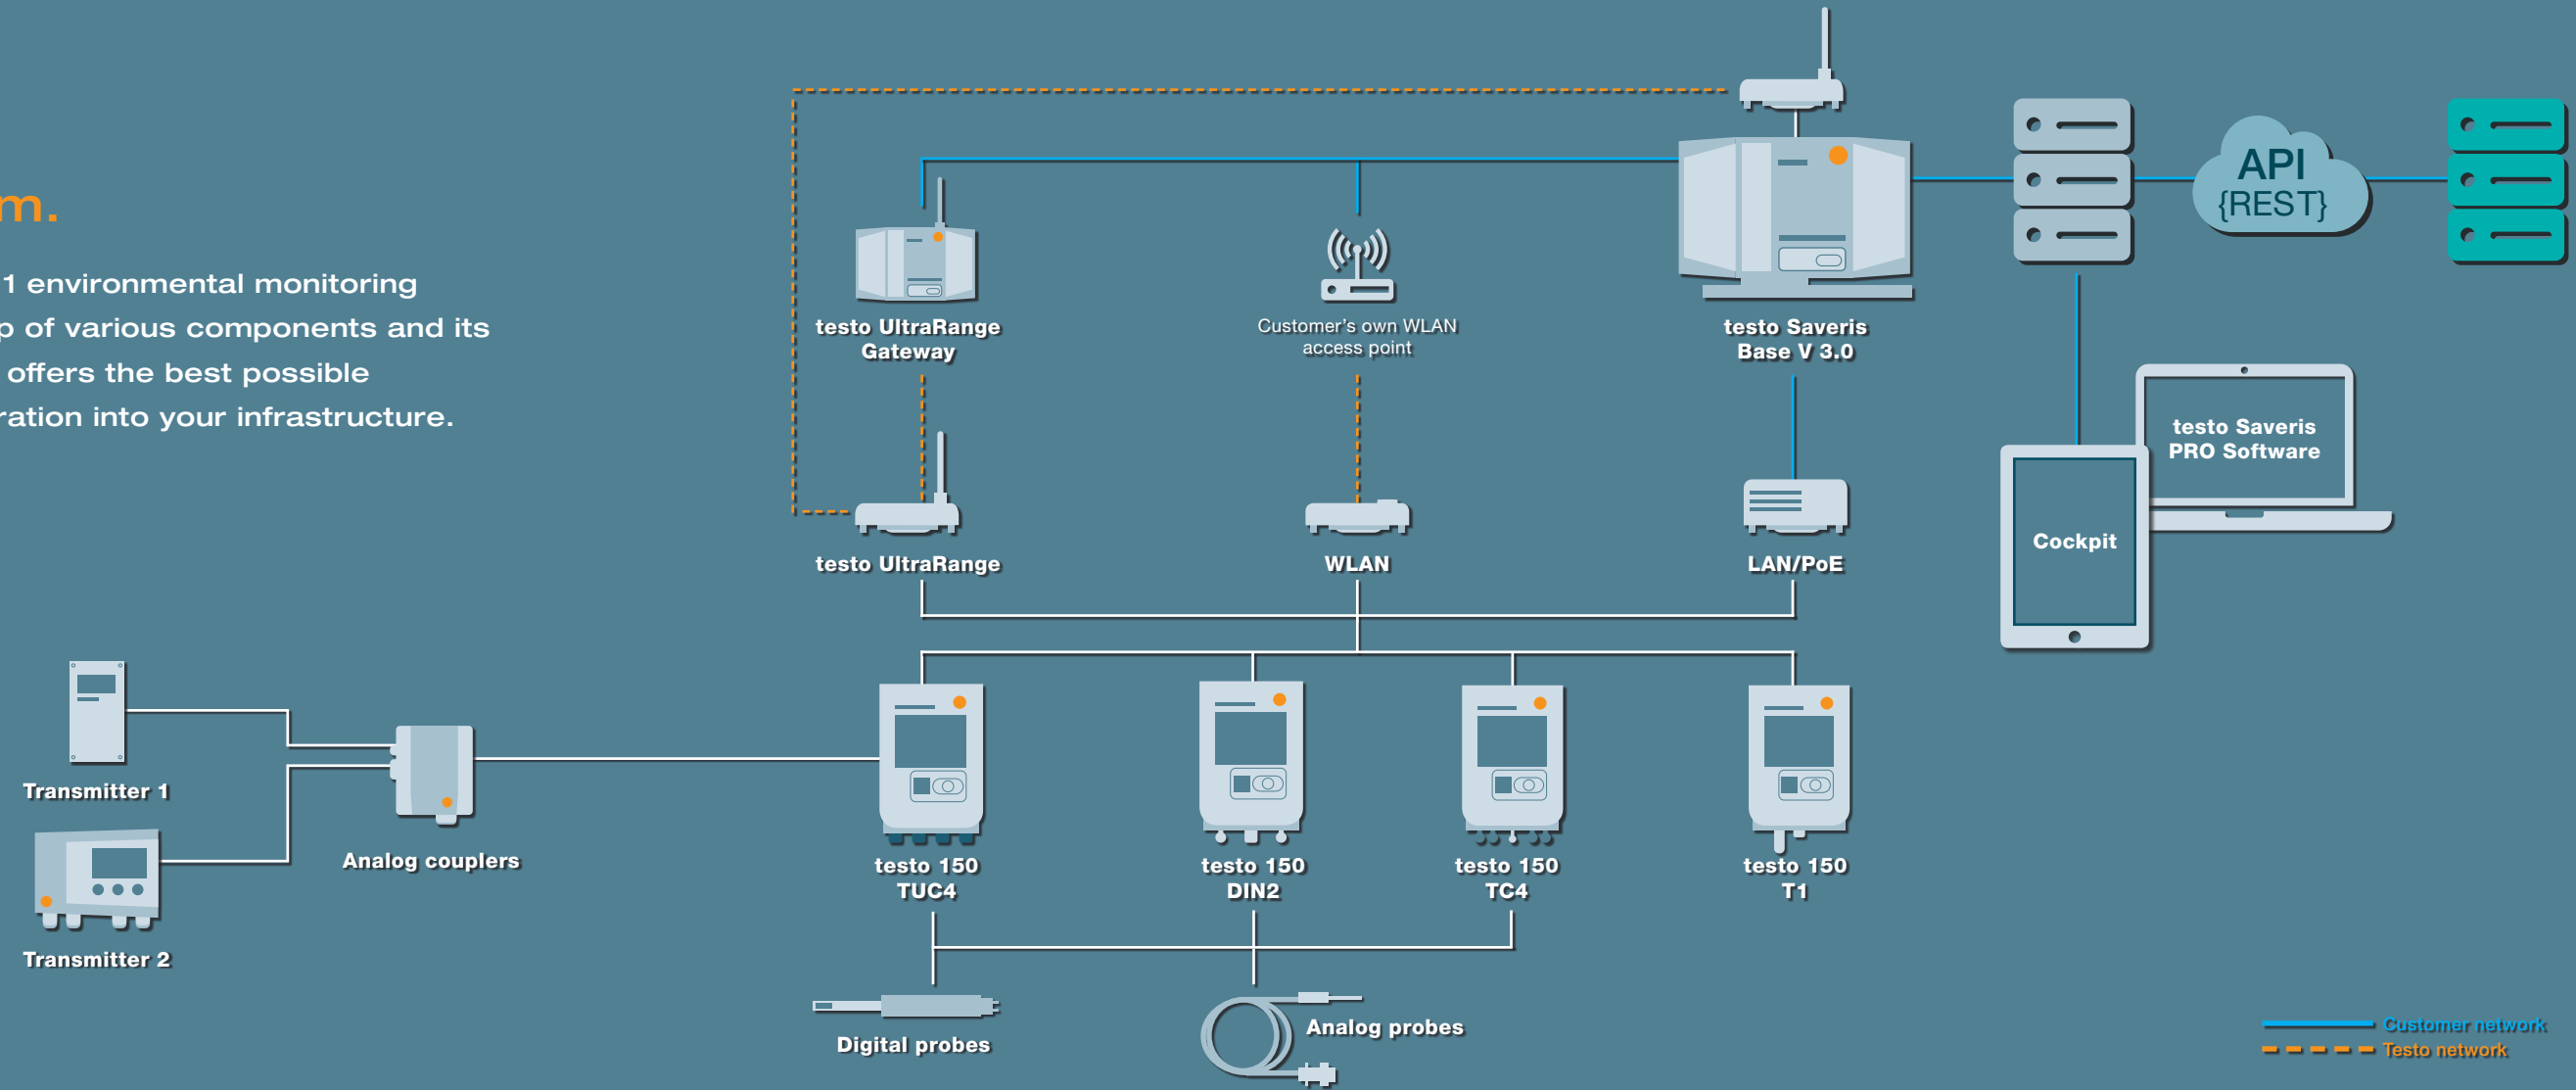 m.
1 environmental monitoring
p of various components and its
offers the best possible
ration into your infrastructure.
API
{REST}
testo UltraRange
Gateway
Customer's own WLAN
access point
testo Saveris
Base V 3.0
testo Saveris
PRO Software
Cockpit
testo UltraRange
WLAN
LAN/PoE
Transmitter 1
Analog couplers
Transmitter 2
testo 150
TUC4
testo 150
DIN2
testo 150
TC4
testo 150
T1
Digital probes
Analog probes
Customer network
Testo network